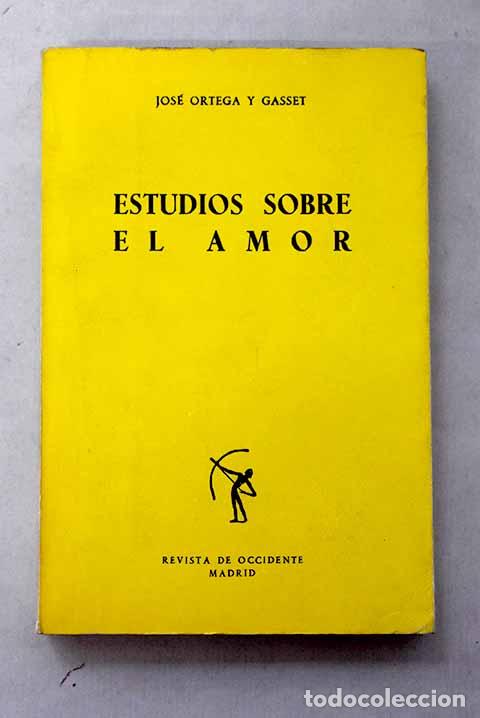 JOSÉ ORTEGA Y GASSET
ESTUDIOS SOBRE
EL AMOR
REVISTA DE OCCIDENTE
MADRID
todocoleccion